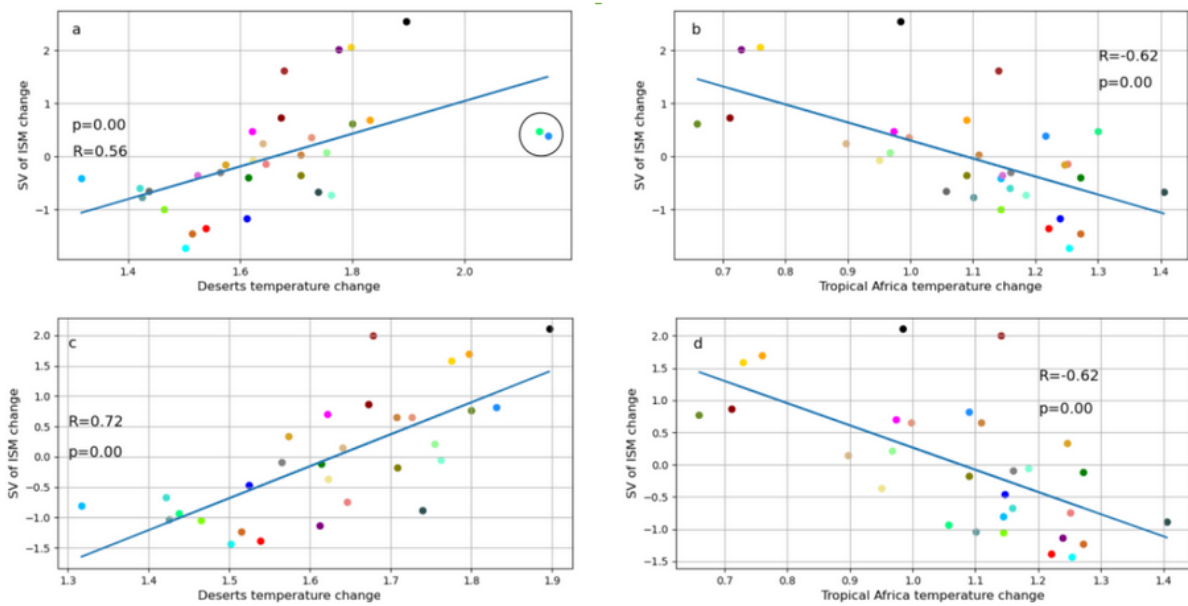 a
SV of ISM change
2
1
0
−1
p=0.00
R=0.56
1.4 1.6 1.8 2.0
Deserts temperature change
b
SV of ISM change
2
1
0
−1
R=-0.62
p=0.00
0.7 0.8 0.9 1.0 1.1 1.2 1.3 1.4
Tropical Africa temperature change
c
SV of ISM change
2.0
1.5
1.0
0.5
0.0
−0.5
−1.0
−1.5
R=0.72
p=0.00
1.3 1.4 1.5 1.6 1.7 1.8 1.9
Deserts temperature change
d
SV of ISM change
2.0
1.5
1.0
0.5
0.0
−0.5
−1.0
−1.5
R=-0.62
p=0.00
0.7 0.8 0.9 1.0 1.1 1.2 1.3 1.4
Tropical Africa temperature change